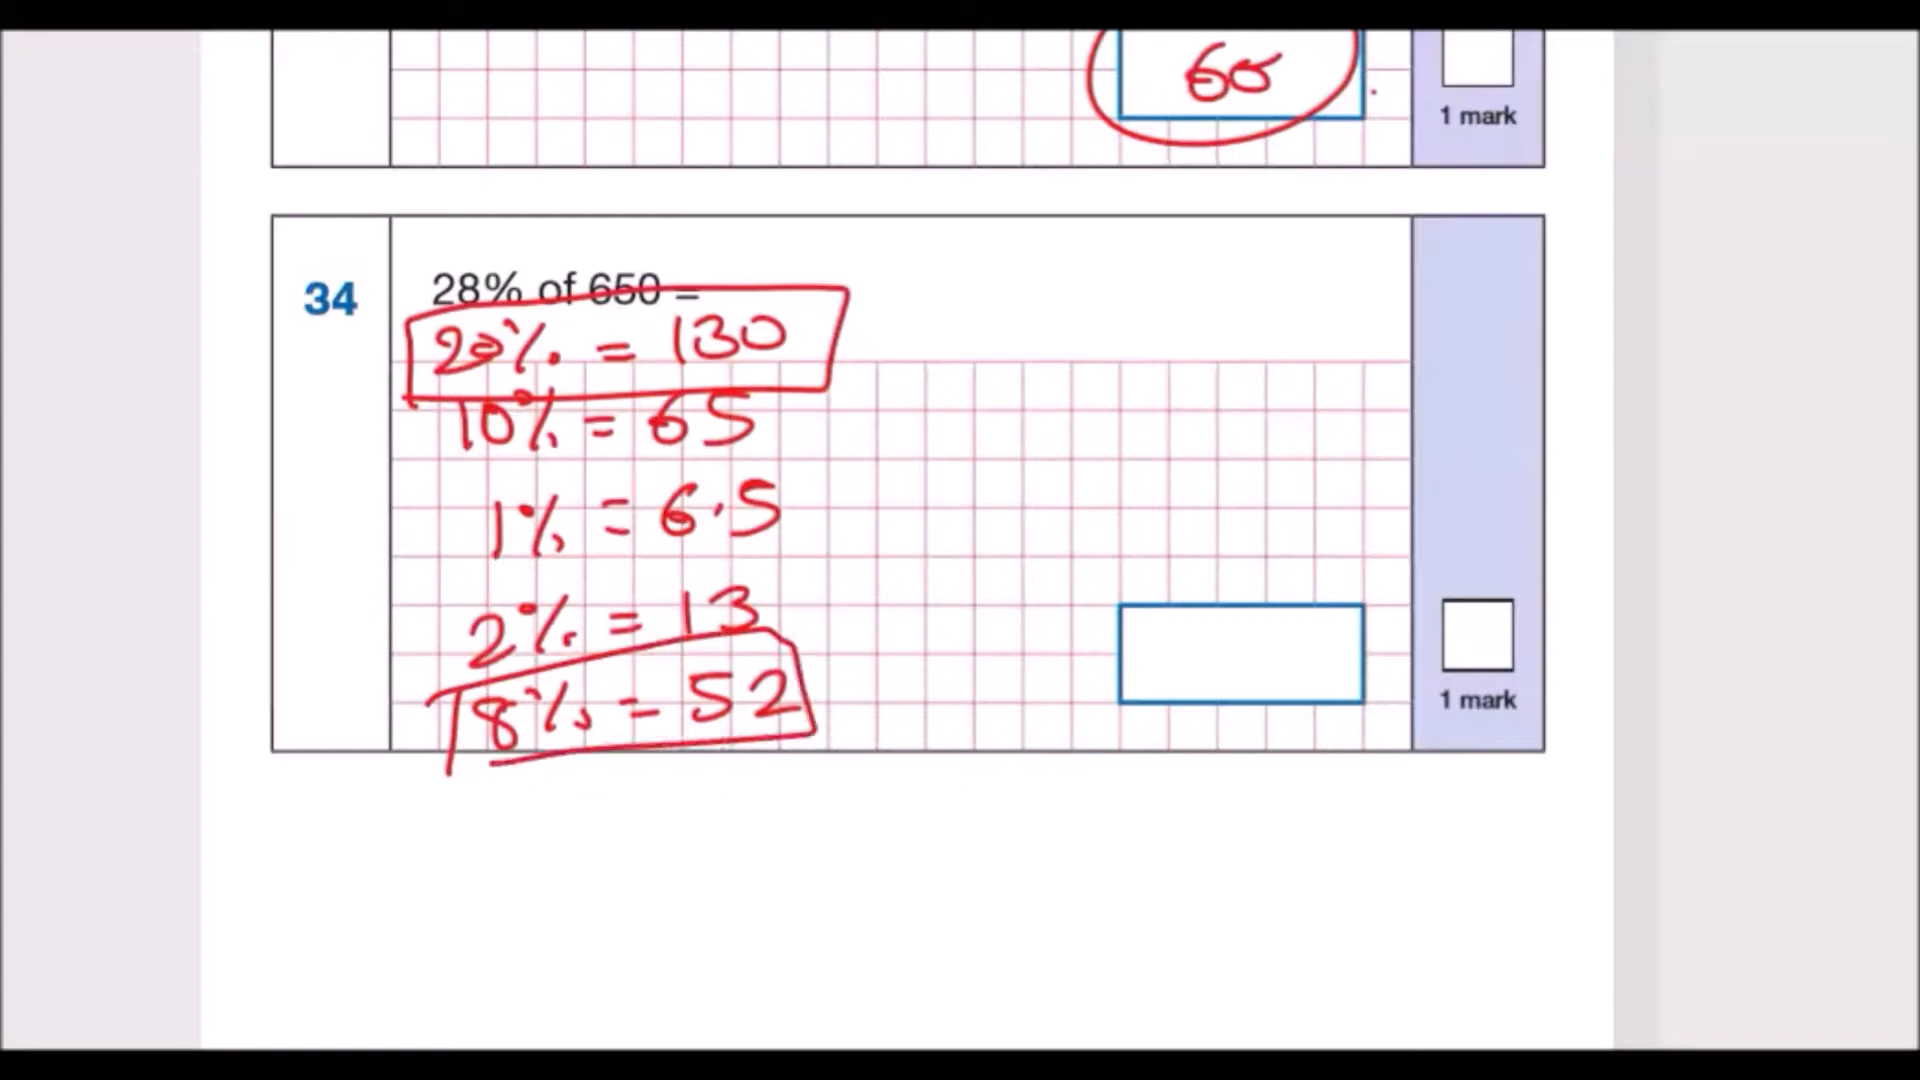 60
1 mark
34
28% of 650 =
20% = 130
10% = 65
1% = 6.5
2% = 13
8% = 52
1 mark